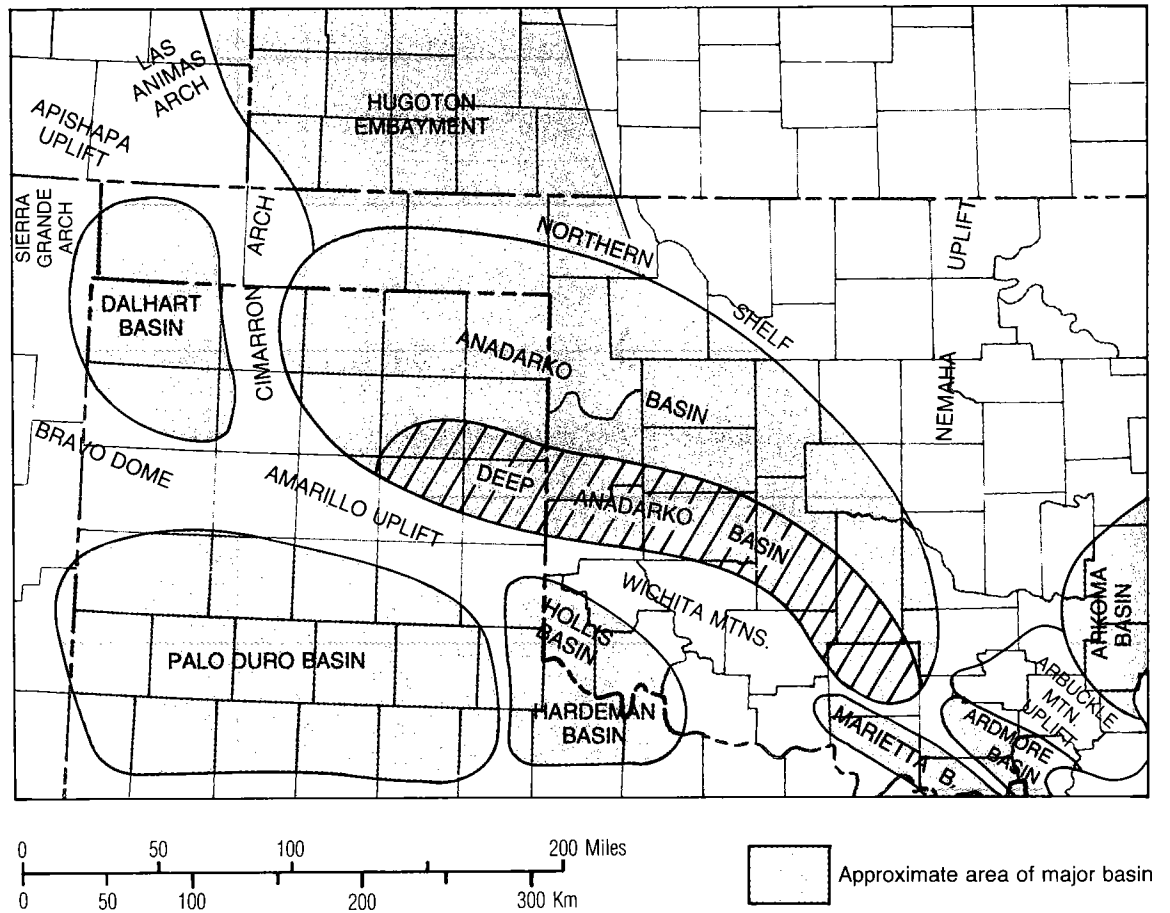 LAS
ANIMAS
ARCH
HUGOTON
EMBAYMENT
APISHAPA
UPLIFT
SIERRA
GRANDE
ARCH
CIMARRON ARCH
NORTHERN SHELF
NEMAHA UPLIFT
DALHART
BASIN
ANADARKO BASIN
BRAVO DOME
AMARILLO UPLIFT
DEEP ANADARKO BASIN
WICHITA MTNS.
HOLLIS
BASIN
PALO DURO BASIN
HARDEMAN
BASIN
MARIETTA B.
ARDMORE
BASIN
ARBUCKLE
MTN
UPLIFT
ARKOMA
BASIN
0 50 100 200 Miles
0 50 100 200 300 Km
Approximate area of major basin